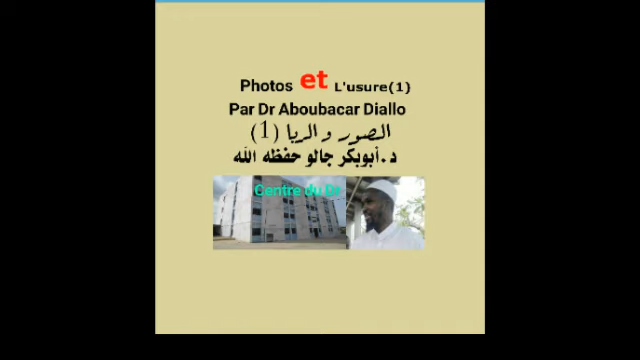 Photos et L'usure(1)
Par Dr Aboubacar Diallo
الصور و الربا (1)
د.أبوبكر جالو حفظه الله
Centre du Dr